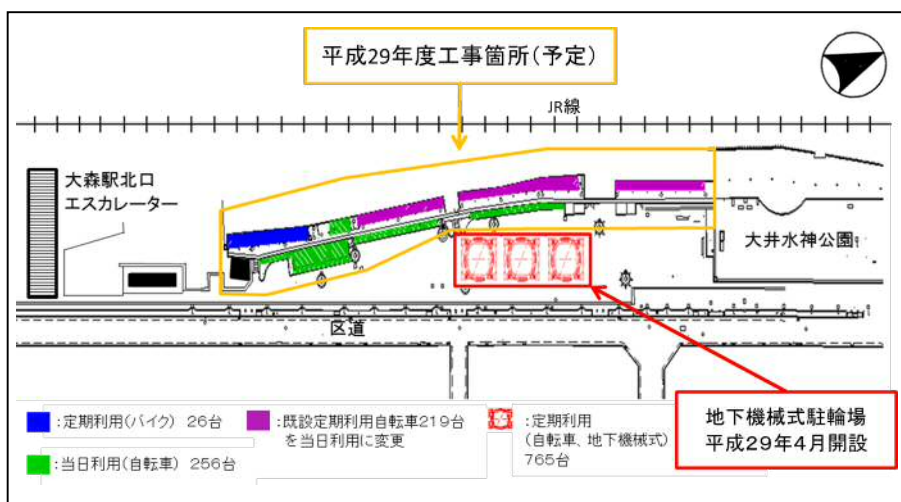 平成29年度工事箇所(予定)
JR線
大森駅北口
エスカレーター
大井水神公園
区道
:定期利用(バイク) 26台
:既設定期利用自転車219台
を当日利用に変更
:定期利用
(自転車、地下機械式)
765台
:当日利用(自転車) 256台
地下機械式駐輪場
平成29年4月開設